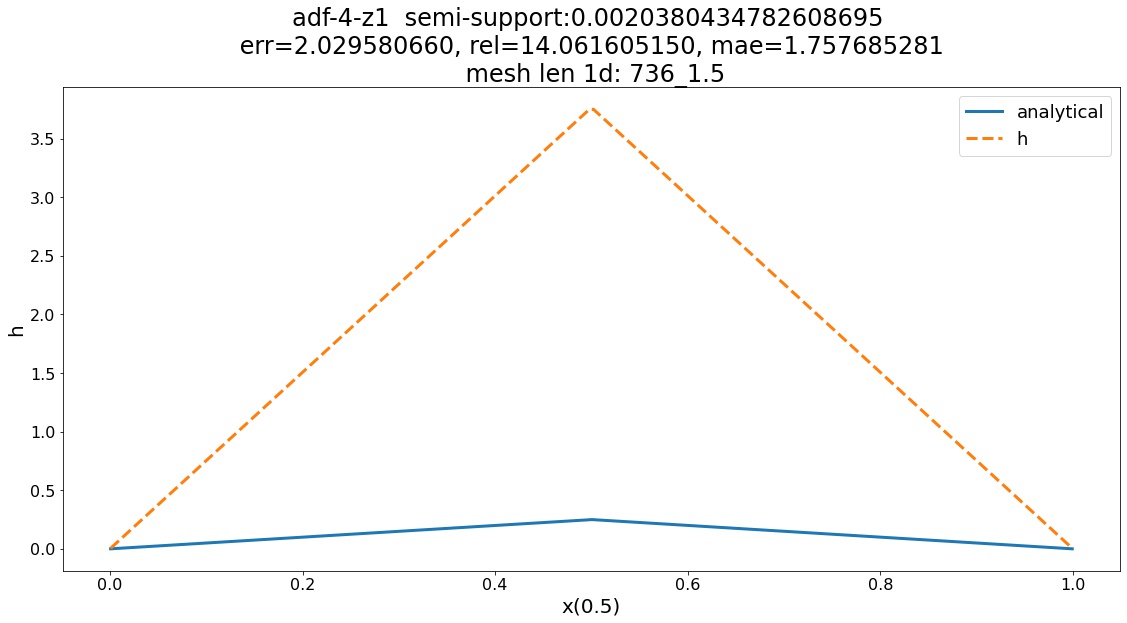 adf-4-z1  semi-support:0.0020380434782608695
err=2.029580660, rel=14.061605150, mae=1.757685281
mesh len 1d: 736_1.5
analytical
h
3.5
3.0
2.5
2.0
1.5
1.0
0.5
0.0
h
0.0
0.2
0.4
0.6
0.8
1.0
x(0.5)